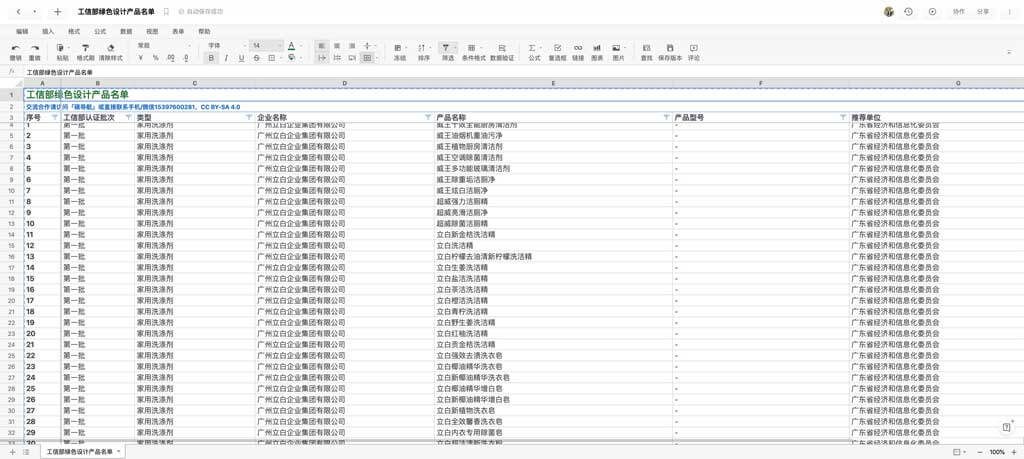 工信部绿色设计产品名单 自动保存成功 协作 分享
编辑 插入 格式 公式 数据 视图 表单 帮助
常规 字体 14
撤销 重做 粘贴 格式刷 清除样式 冻结 排序 筛选 条件格式 数据验证 公式 复选框 链接 图表 图片 查找 保存版本 评论
fx 工信部绿色设计产品名单
A B C D E F G
1 工信部绿色设计产品名单
2 交流合作请访问「碳导航」或直接联系手机/微信15397600281，CC BY-SA 4.0
3 序号 工信部认证批次 类型 企业名称 产品名称 产品型号 推荐单位
4 1 第一批 家用洗涤剂 广州立白企业集团有限公司 - 广东省经济和信息化委员会
5 2 第一批 家用洗涤剂 广州立白企业集团有限公司 威王油烟机重油污净 - 广东省经济和信息化委员会
6 3 第一批 家用洗涤剂 广州立白企业集团有限公司 威王植物厨房清洁剂 - 广东省经济和信息化委员会
7 4 第一批 家用洗涤剂 广州立白企业集团有限公司 威王空调除菌清洁剂 - 广东省经济和信息化委员会
8 5 第一批 家用洗涤剂 广州立白企业集团有限公司 威王多功能玻璃清洁剂 - 广东省经济和信息化委员会
9 6 第一批 家用洗涤剂 广州立白企业集团有限公司 威王除重垢洁厕净 - 广东省经济和信息化委员会
10 7 第一批 家用洗涤剂 广州立白企业集团有限公司 威王炫白洁厕净 - 广东省经济和信息化委员会
11 8 第一批 家用洗涤剂 广州立白企业集团有限公司 超威强力洁厕精 - 广东省经济和信息化委员会
12 9 第一批 家用洗涤剂 广州立白企业集团有限公司 超威亮滑洁厕净 - 广东省经济和信息化委员会
13 10 第一批 家用洗涤剂 广州立白企业集团有限公司 超威除菌洁厕精 - 广东省经济和信息化委员会
14 11 第一批 家用洗涤剂 广州立白企业集团有限公司 立白新金桔洗洁精 - 广东省经济和信息化委员会
15 12 第一批 家用洗涤剂 广州立白企业集团有限公司 立白洗洁精 - 广东省经济和信息化委员会
16 13 第一批 家用洗涤剂 广州立白企业集团有限公司 立白柠檬去油清新柠檬洗洁精 - 广东省经济和信息化委员会
17 14 第一批 家用洗涤剂 广州立白企业集团有限公司 立白生姜洗洁精 - 广东省经济和信息化委员会
18 15 第一批 家用洗涤剂 广州立白企业集团有限公司 立白盐洁洗洁精 - 广东省经济和信息化委员会
19 16 第一批 家用洗涤剂 广州立白企业集团有限公司 立白茶洁洗洁精 - 广东省经济和信息化委员会
20 17 第一批 家用洗涤剂 广州立白企业集团有限公司 立白橙洁洗洁精 - 广东省经济和信息化委员会
21 18 第一批 家用洗涤剂 广州立白企业集团有限公司 立白青柠洗洁精 - 广东省经济和信息化委员会
22 19 第一批 家用洗涤剂 广州立白企业集团有限公司 立白野生姜洗洁精 - 广东省经济和信息化委员会
23 20 第一批 家用洗涤剂 广州立白企业集团有限公司 立白红柚洗洁精 - 广东省经济和信息化委员会
24 21 第一批 家用洗涤剂 广州立白企业集团有限公司 立白贡金桔洗洁精 - 广东省经济和信息化委员会
25 22 第一批 家用洗涤剂 广州立白企业集团有限公司 立白强效去渍洗衣皂 - 广东省经济和信息化委员会
26 23 第一批 家用洗涤剂 广州立白企业集团有限公司 立白椰油精华洗衣皂 - 广东省经济和信息化委员会
27 24 第一批 家用洗涤剂 广州立白企业集团有限公司 立白新椰油精华洗衣皂 - 广东省经济和信息化委员会
28 25 第一批 家用洗涤剂 广州立白企业集团有限公司 立白椰油精华增白皂 - 广东省经济和信息化委员会
29 26 第一批 家用洗涤剂 广州立白企业集团有限公司 立白新椰油精华增白皂 - 广东省经济和信息化委员会
30 27 第一批 家用洗涤剂 广州立白企业集团有限公司 立白新植物洗衣皂 - 广东省经济和信息化委员会
31 28 第一批 家用洗涤剂 广州立白企业集团有限公司 立白全效馨香洗衣皂 - 广东省经济和信息化委员会
32 29 第一批 家用洗涤剂 广州立白企业集团有限公司 立白内衣专用除菌皂 - 广东省经济和信息化委员会
工信部绿色设计产品名单 100%